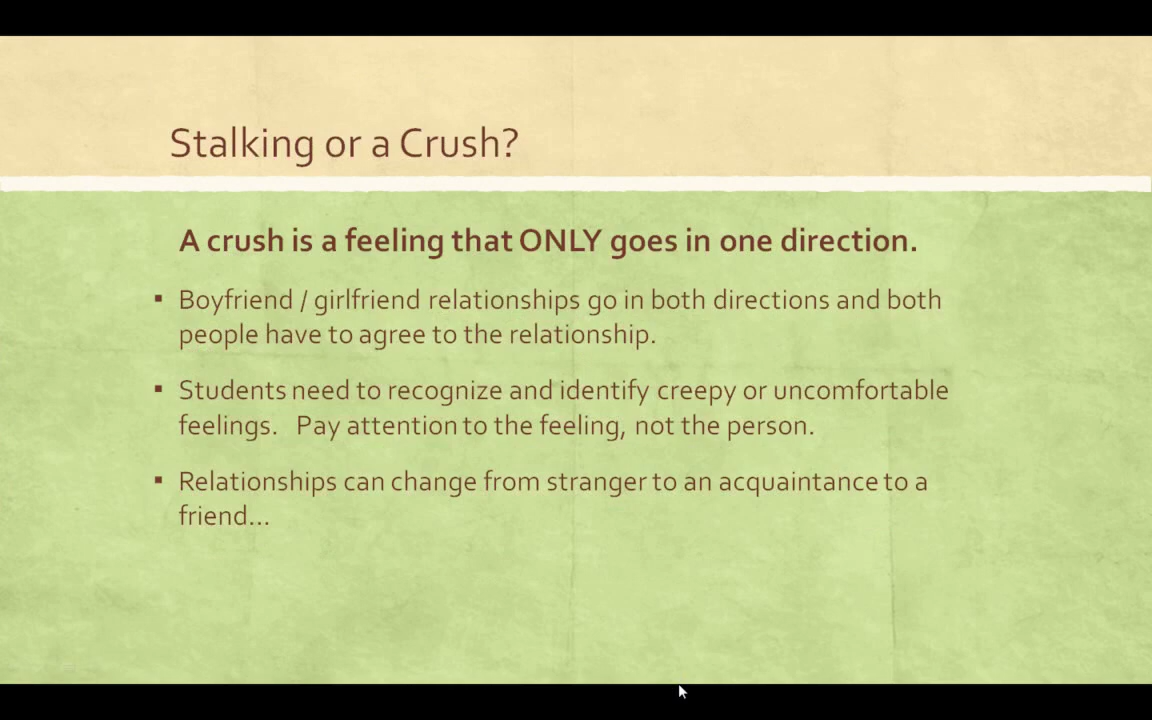 Stalking or a Crush?
A crush is a feeling that ONLY goes in one direction.
▪ Boyfriend / girlfriend relationships go in both directions and both
people have to agree to the relationship.
▪ Students need to recognize and identify creepy or uncomfortable
feelings. Pay attention to the feeling, not the person.
▪ Relationships can change from stranger to an acquaintance to a
friend...